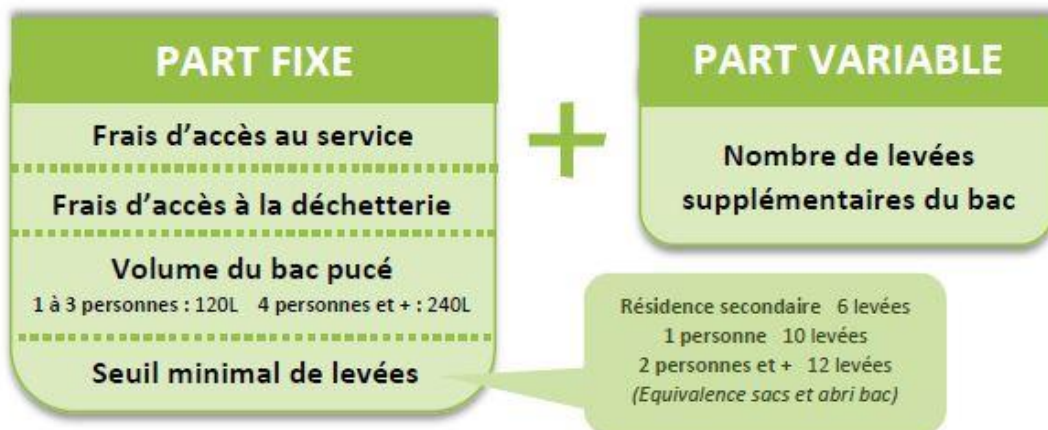 PART FIXE
Frais d'accès au service
Frais d'accès à la déchetterie
Volume du bac pucé
1 à 3 personnes : 120L 4 personnes et + : 240L
Seuil minimal de levées
+
PART VARIABLE
Nombre de levées
supplémentaires du bac
Résidence secondaire 6 levées
1 personne 10 levées
2 personnes et + 12 levées
(Equivalence sacs et abri bac)